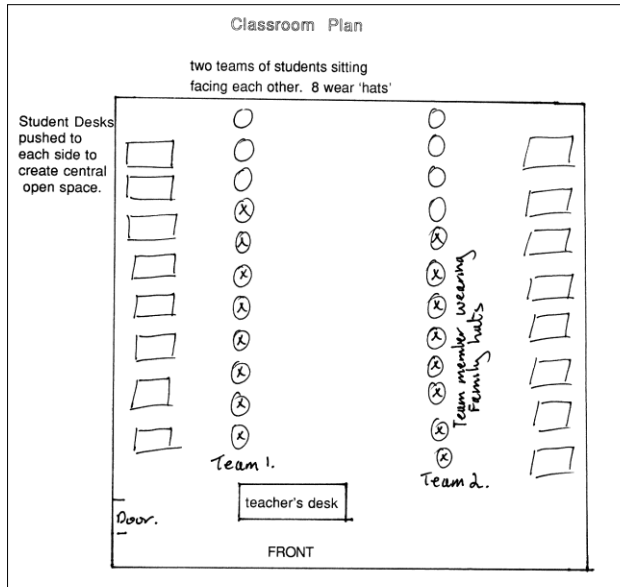 Classroom Plan
two teams of students sitting
facing each other. 8 wear 'hats'
Student Desks
pushed to
each side to
create central
open space.
Team member wearing
Family hats
Team 1.
Team 2.
teacher's desk
Door.
FRONT